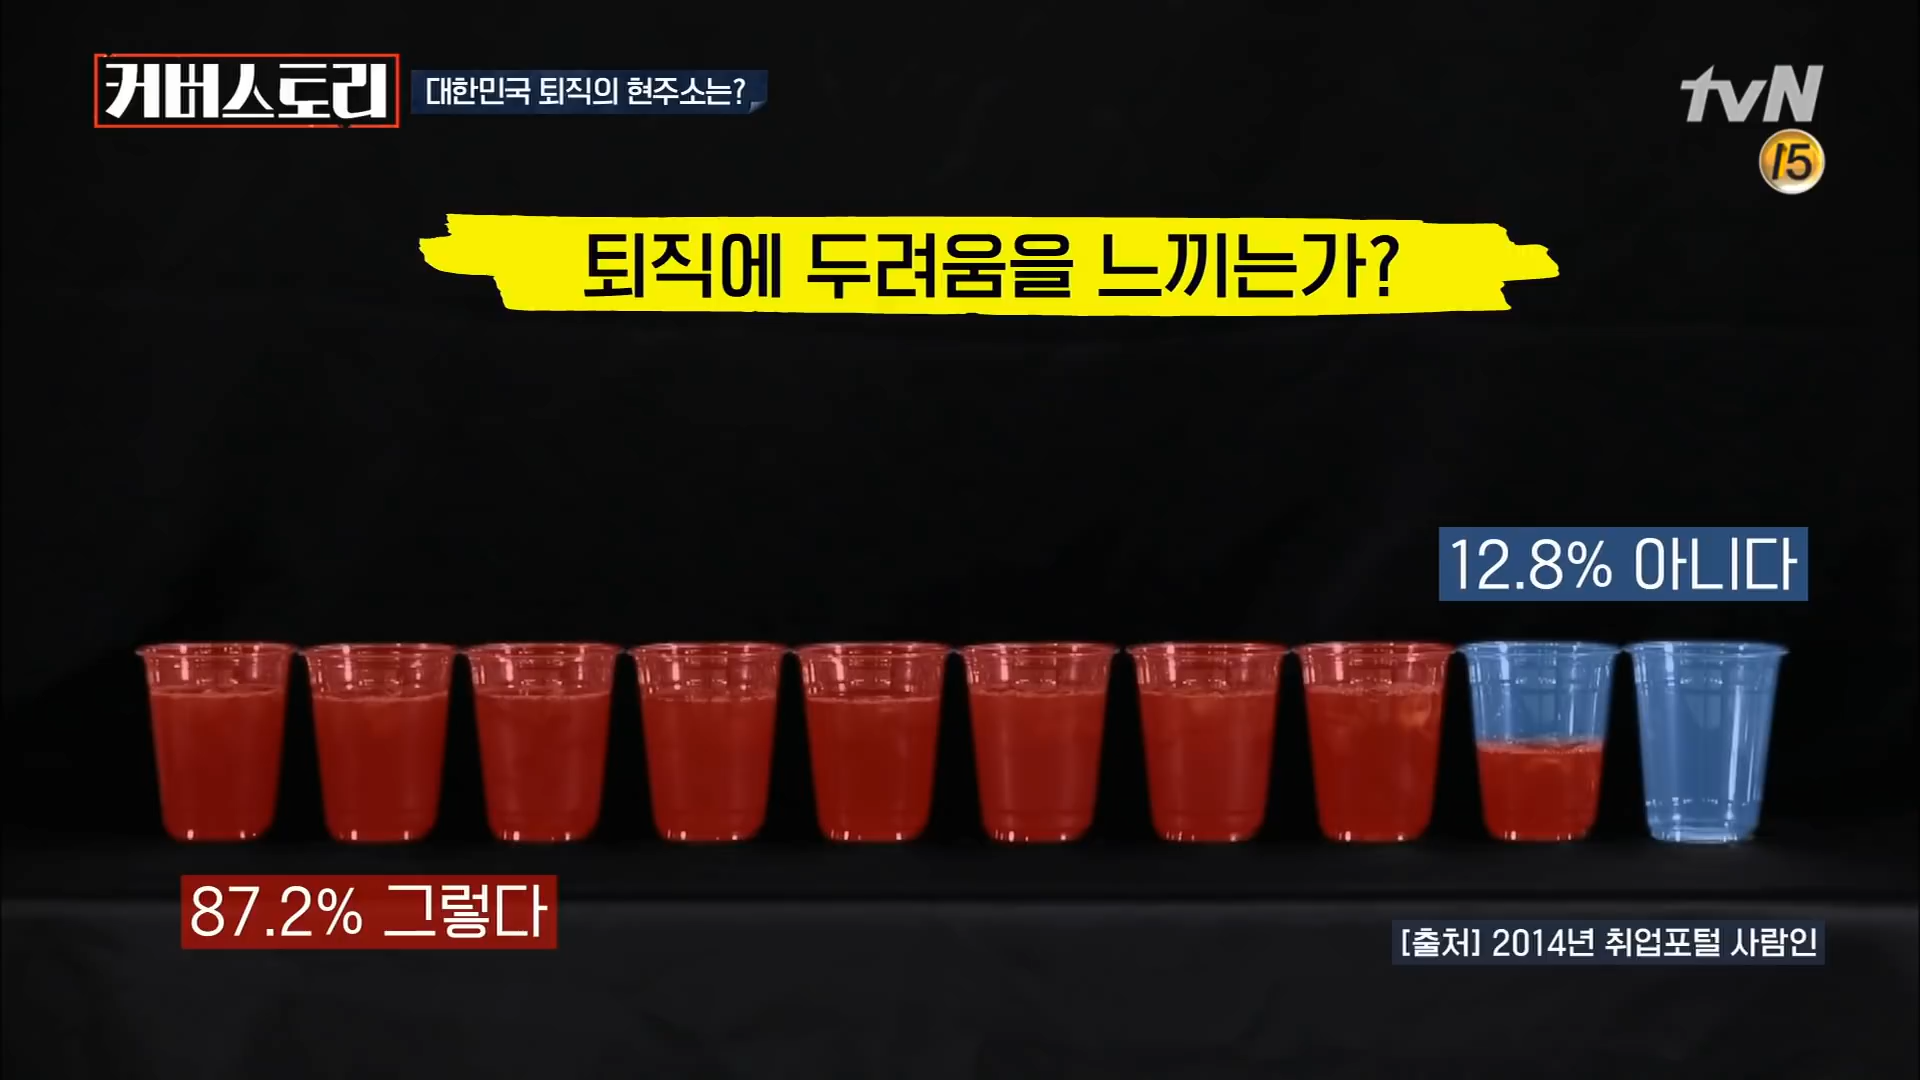 커버스토리 대한민국 퇴직의 현주소는?
tvN
15
퇴직에 두려움을 느끼는가?
12.8% 아니다
87.2% 그렇다
[출처] 2014년 취업포털 사람인